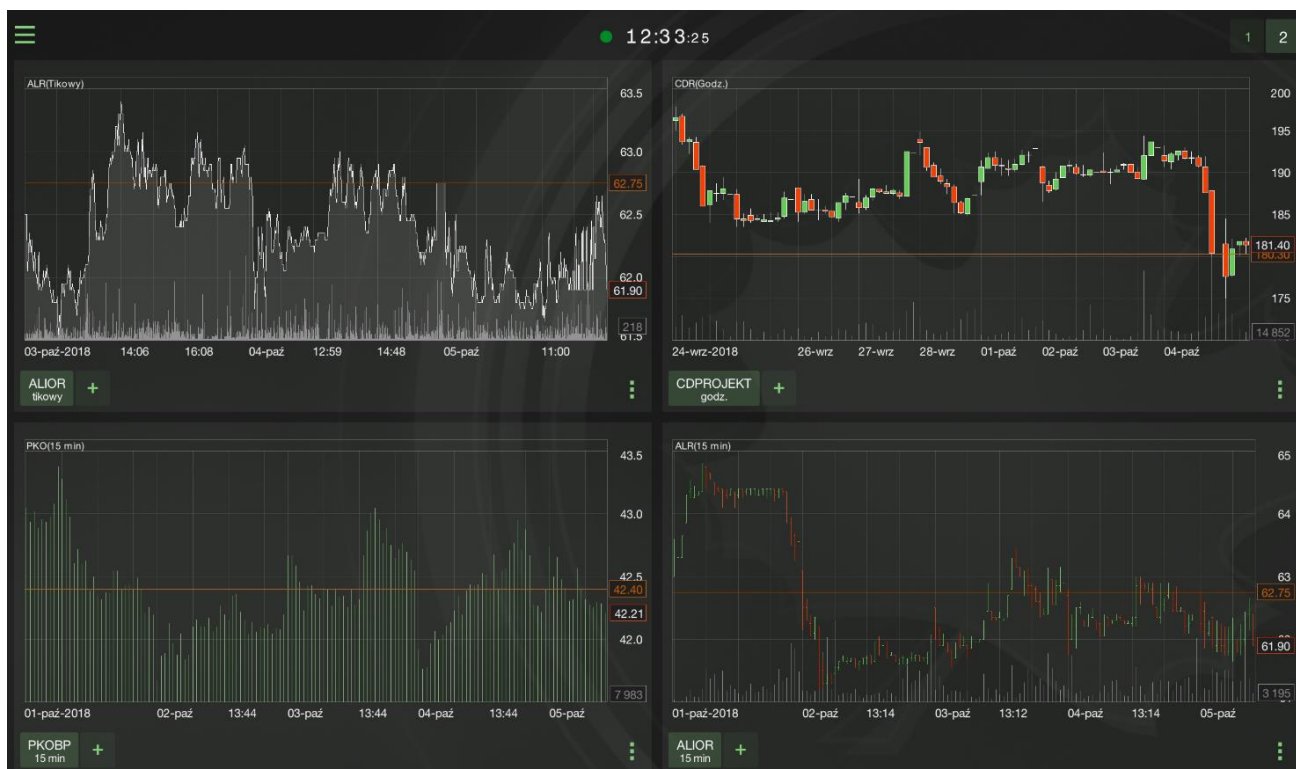 12:33:25
1 2
ALR(Tikowy)
63.5
63.0
62.75
62.5
62.0
61.90
218
61.5
03-paź-2018 14:06 16:08 04-paź 12:59 14:48 05-paź 11:00
ALIOR +
tikowy
CDR(Godz.)
200
195
190
185
181.40
180.30
175
14 852
24-wrz-2018 26-wrz 27-wrz 28-wrz 01-paź 02-paź 03-paź 04-paź
CDPROJEKT +
godz.
PKO(15 min)
43.5
43.0
42.5
42.40
42.21
42.0
7 983
01-paź-2018 02-paź 13:44 03-paź 13:44 04-paź 13:44 05-paź
PKOBP +
15 min
ALR(15 min)
65
64
63
62.75
61.90
3 195
01-paź-2018 02-paź 13:14 03-paź 13:12 04-paź 13:14 05-paź
ALIOR +
15 min